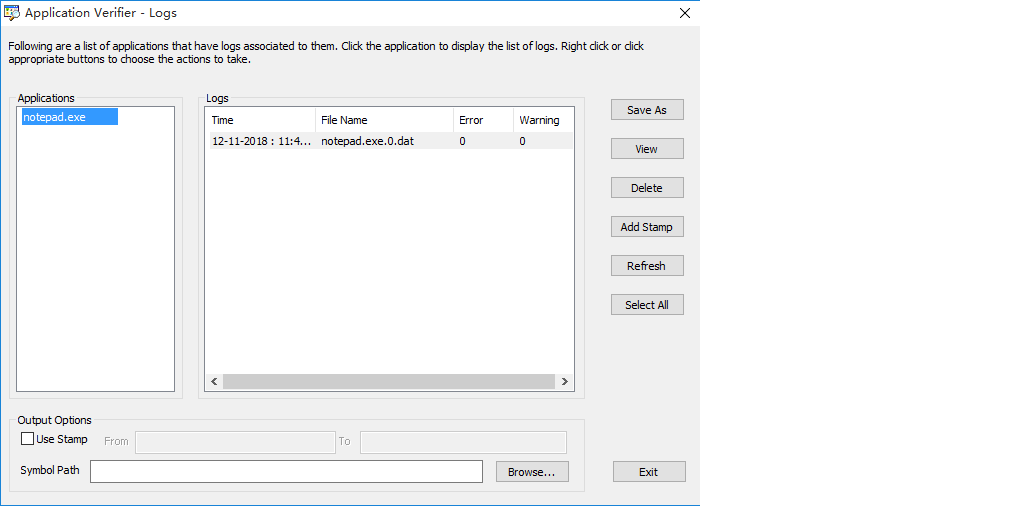 Application Verifier - Logs
Following are a list of applications that have logs associated to them. Click the application to display the list of logs. Right click or click
appropriate buttons to choose the actions to take.
Applications
notepad.exe
Logs
Time File Name Error Warning
12-11-2018 : 11:4... notepad.exe.0.dat 0 0
Save As
View
Delete
Add Stamp
Refresh
Select All
Output Options
Use Stamp From To
Symbol Path Browse... Exit